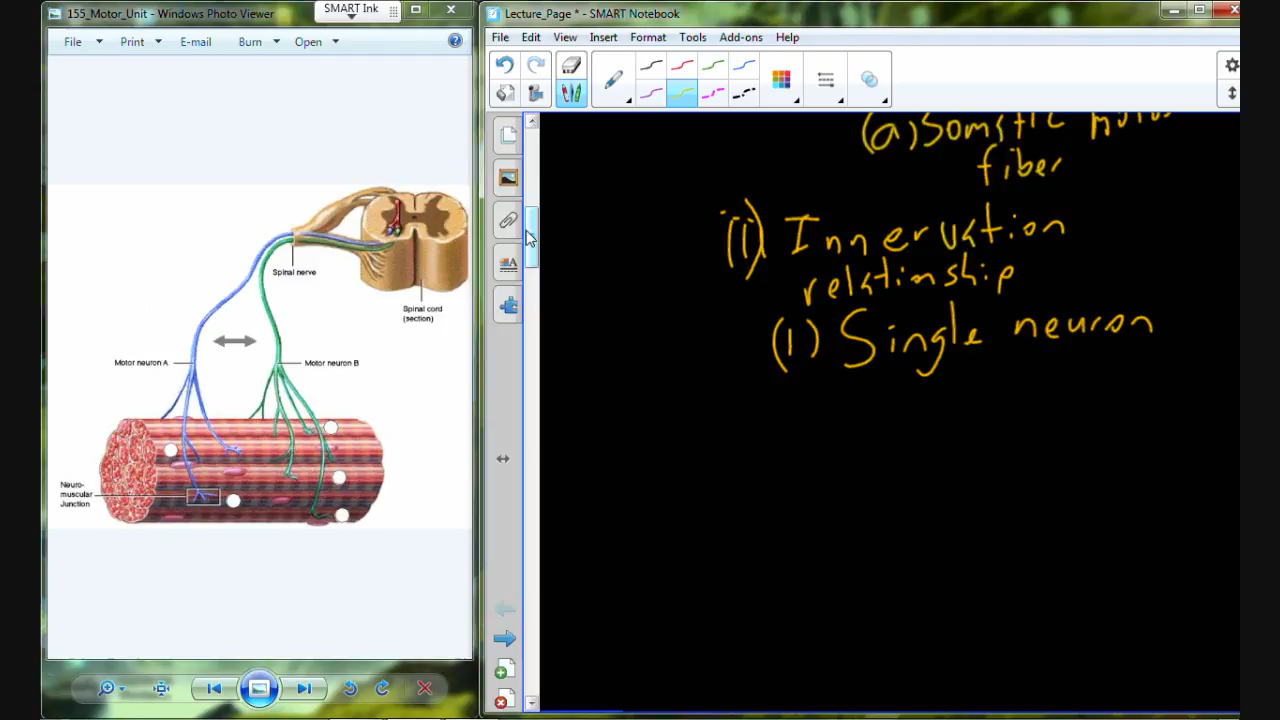 155_Motor_Unit - Windows Photo Viewer
SMART Ink
File Print E-mail Burn Open
Spinal nerve
Spinal cord
(section)
Motor neuron A
Motor neuron B
Neuro-
muscular
Junction
Lecture_Page * - SMART Notebook
File Edit View Insert Format Tools Add-ons Help
(a) Somatic
fiber
(ii) Innervation
relatinship
(1) Single neuron